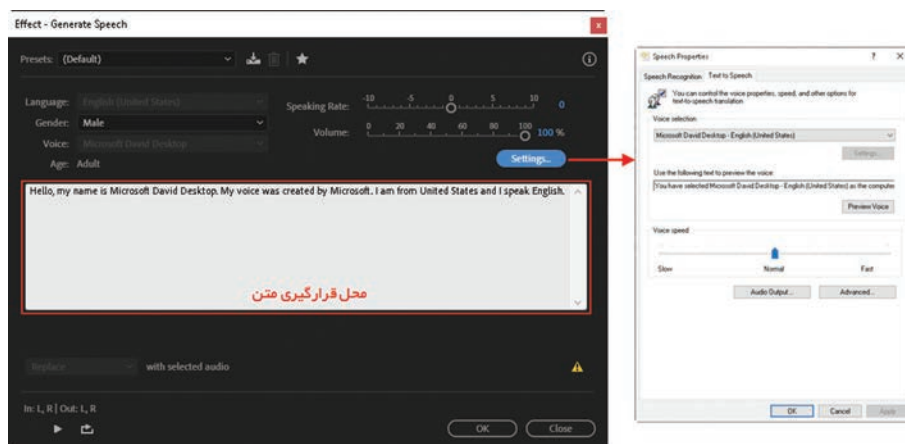 Effect - Generate Speech
Presets: (Default)
Language: English (United States)
Gender: Male
Voice: Microsoft David Desktop
Age: Adult
Speaking Rate: -10 -5 0 5 10 0
Volume: 0 20 40 60 80 100 100 %
Settings...
Hello, my name is Microsoft David Desktop. My voice was created by Microsoft. I am from United States and I speak English.
محل قرارگیری متن
Replace with selected audio
In: L, R | Out: L, R
OK Close
Speech Properties
? X
Speech Recognition Text to Speech
You can control the voice properties, speed, and other options for
text-to-speech translation
Voice selection
Microsoft David Desktop - English (United States)
Settings...
Use the following text to preview the voice:
You have selected Microsoft David Desktop - English (United States) as the computer
Preview Voice
Voice speed
Slow Normal Fast
Audio Output... Advanced...
OK Cancel Apply